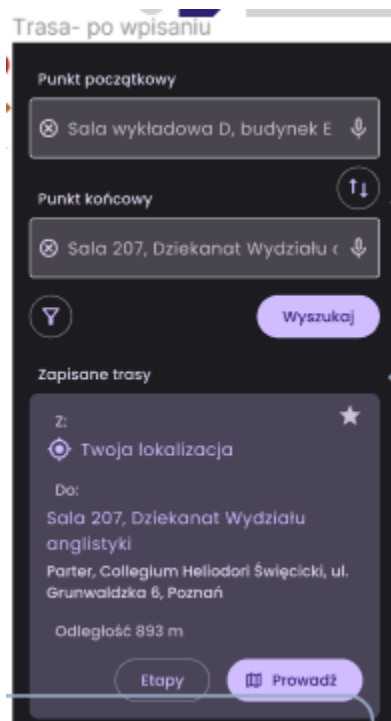 Trasa- po wpisaniu
Punkt początkowy
Sala wykładowa D, budynek E
Punkt końcowy
Sala 207, Dziekanat Wydziału
Wyszukaj
Zapisane trasy
Z:
Twoja lokalizacja
Do:
Sala 207, Dziekanat Wydziału
anglistyki
Parter, Collegium Heliodori Święcicki, ul.
Grunwaldzka 6, Poznań
Odległość 893 m
Etapy
Prowadź